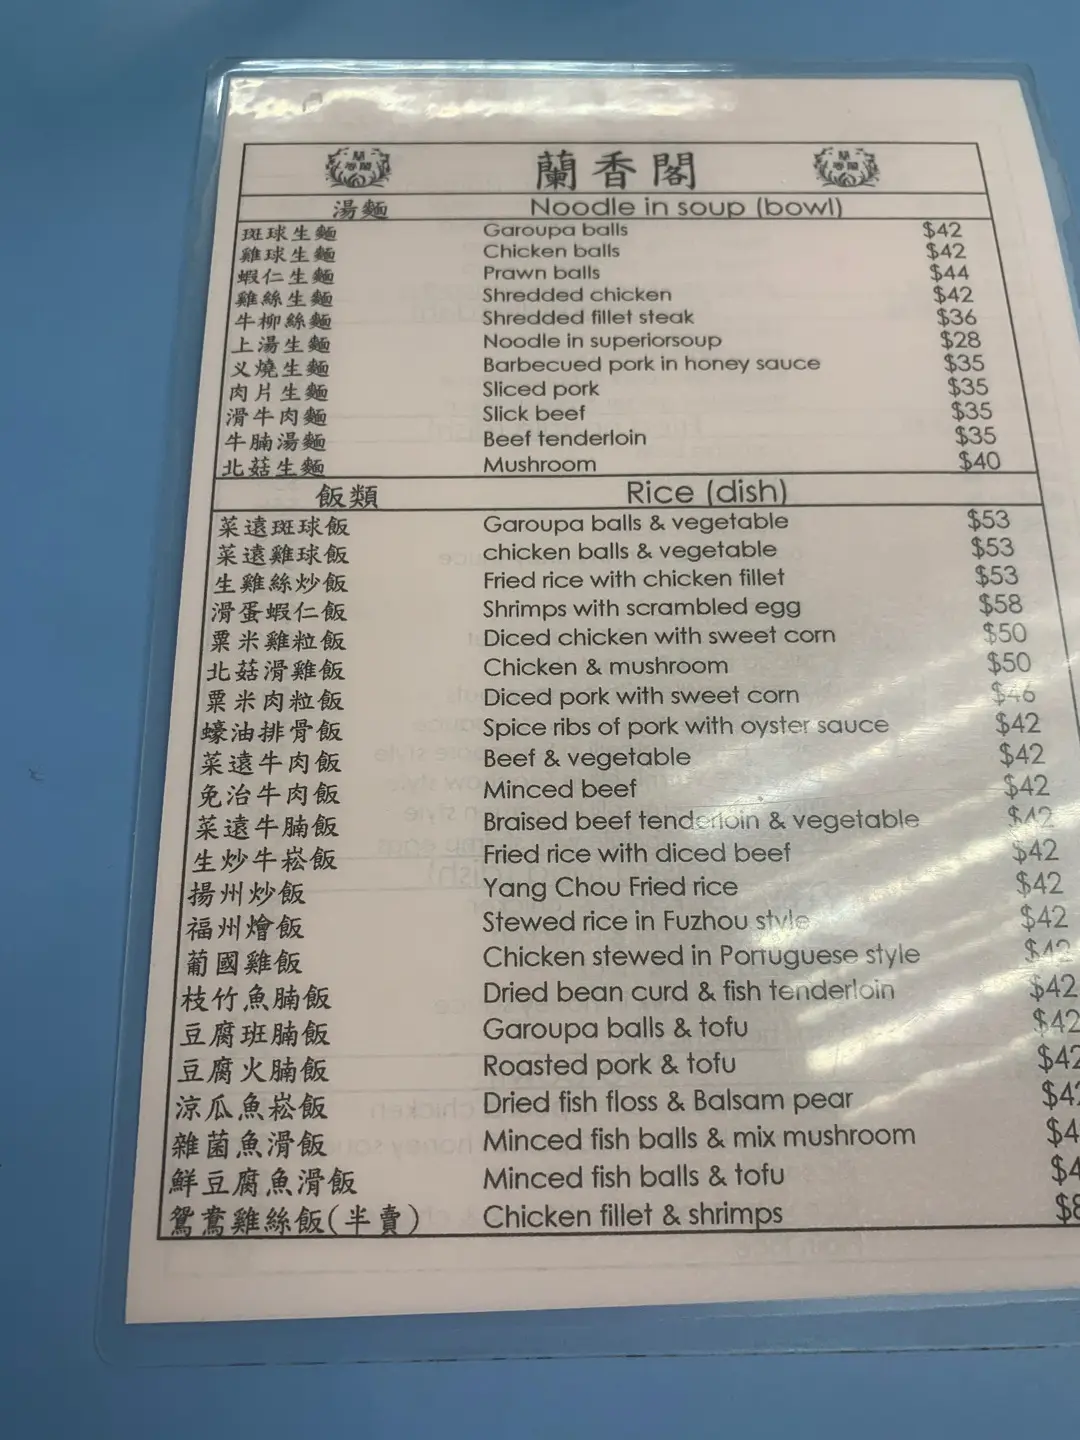 蘭香閣
湯麵 Noodle in soup (bowl)
斑球生麵 Garoupa balls $42
雞球生麵 Chicken balls $42
蝦仁生麵 Prawn balls $44
雞絲生麵 Shredded chicken $42
牛柳絲麵 Shredded fillet steak $36
上湯生麵 Noodle in superiorsoup $28
义燒生麵 Barbecued pork in honey sauce $35
肉片生麵 Sliced pork $35
滑牛肉麵 Slick beef $35
牛腩湯麵 Beef tenderloin $35
北菇生麵 Mushroom $40
飯類 Rice (dish)
菜遠斑球飯 Garoupa balls & vegetable $53
菜遠雞球飯 chicken balls & vegetable $53
生雞絲炒飯 Fried rice with chicken fillet $53
滑蛋蝦仁飯 Shrimps with scrambled egg $58
粟米雞粒飯 Diced chicken with sweet corn $50
北菇滑雞飯 Chicken & mushroom $50
粟米肉粒飯 Diced pork with sweet corn $46
蠔油排骨飯 Spice ribs of pork with oyster sauce $42
菜遠牛肉飯 Beef & vegetable $42
免治牛肉飯 Minced beef $42
菜遠牛腩飯 Braised beef tenderloin & vegetable $42
生炒牛崧飯 Fried rice with diced beef $42
揚州炒飯 Yang Chou Fried rice $42
福州燴飯 Stewed rice in Fuzhou style $42
葡國雞飯 Chicken stewed in Portuguese style $42
枝竹魚腩飯 Dried bean curd & fish tenderloin $42
豆腐班腩飯 Garoupa balls & tofu $42
豆腐火腩飯 Roasted pork & tofu $42
涼瓜魚崧飯 Dried fish floss & Balsam pear
雜菌魚滑飯 Minced fish balls & mix mushroom
鮮豆腐魚滑飯 Minced fish balls & tofu
鴛鴦雞絲飯(半賣) Chicken fillet & shrimps